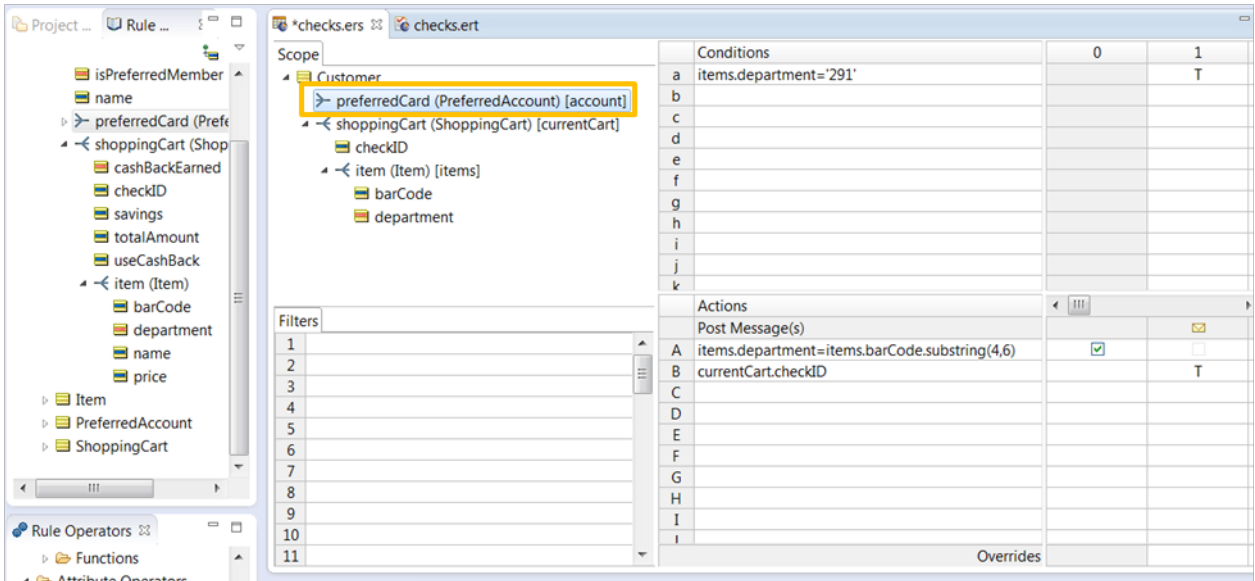 Project ...
Rule ...
isPreferredMember
name
preferredCard (Prefe
shoppingCart (Shop
cashBackEarned
checkID
savings
totalAmount
useCashBack
item (Item)
barCode
department
name
price
Item
PreferredAccount
ShoppingCart
Rule Operators
Functions
Attribute Operators
*checks.ers
checks.ert
Scope
Customer
preferredCard (PreferredAccount) [account]
shoppingCart (ShoppingCart) [currentCart]
checkID
item (Item) [items]
barCode
department
Filters
1
2
3
4
5
6
7
8
9
10
11
Conditions 0 1
a items.department='291' T
b
c
d
e
f
g
h
i
j
k
Actions
Post Message(s)
A items.department=items.barCode.substring(4,6)
B currentCart.checkID T
C
D
E
F
G
H
I
Overrides